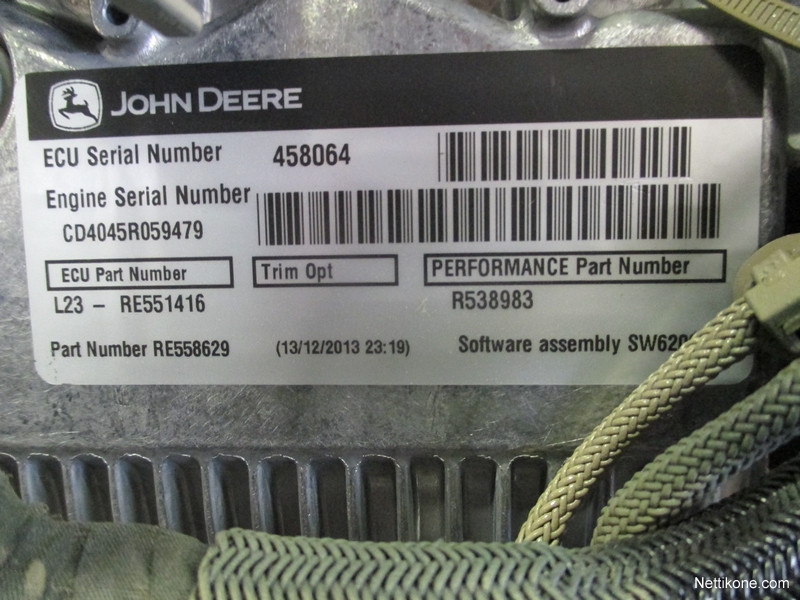 JOHN DEERE
ECU Serial Number 458064
Engine Serial Number
CD4045R059479
ECU Part Number Trim Opt PERFORMANCE Part Number
L23 – RE551416 R538983
Part Number RE558629 (13/12/2013 23:19) Software assembly
Nettikone.com